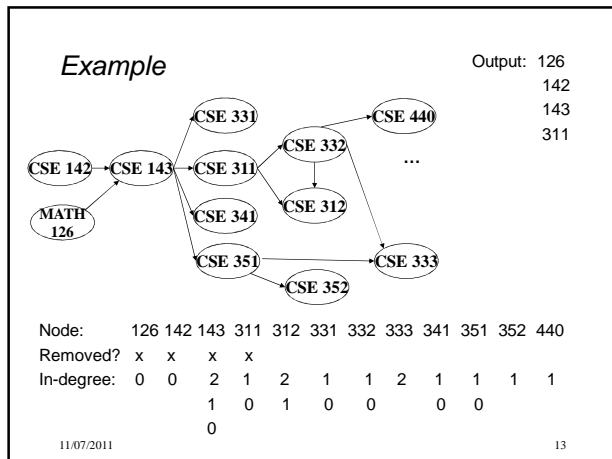 Example
Output: 126
142
143
311
CSE 331
CSE 440
CSE 332
...
CSE 142
CSE 143
CSE 311
CSE 312
MATH
126
CSE 341
CSE 351
CSE 333
CSE 352
Node: 126 142 143 311 312 331 332 333 341 351 352 440
Removed? x x x x
In-degree: 0 0 2 1 2 1 1 2 1 1 1 1
1 0 1 0 0 0 0
0
11/07/2011
13